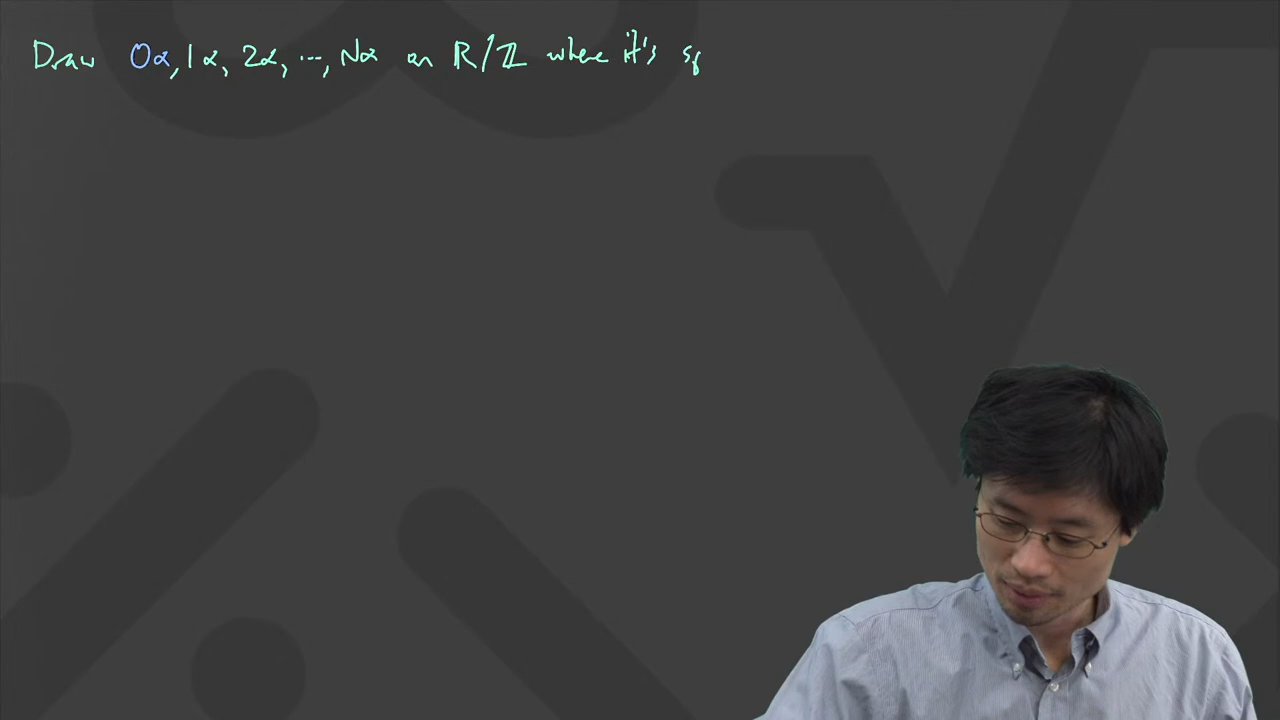 Draw 0α, 1α, 2α, ..., Nα on ℝ/ℤ where it's